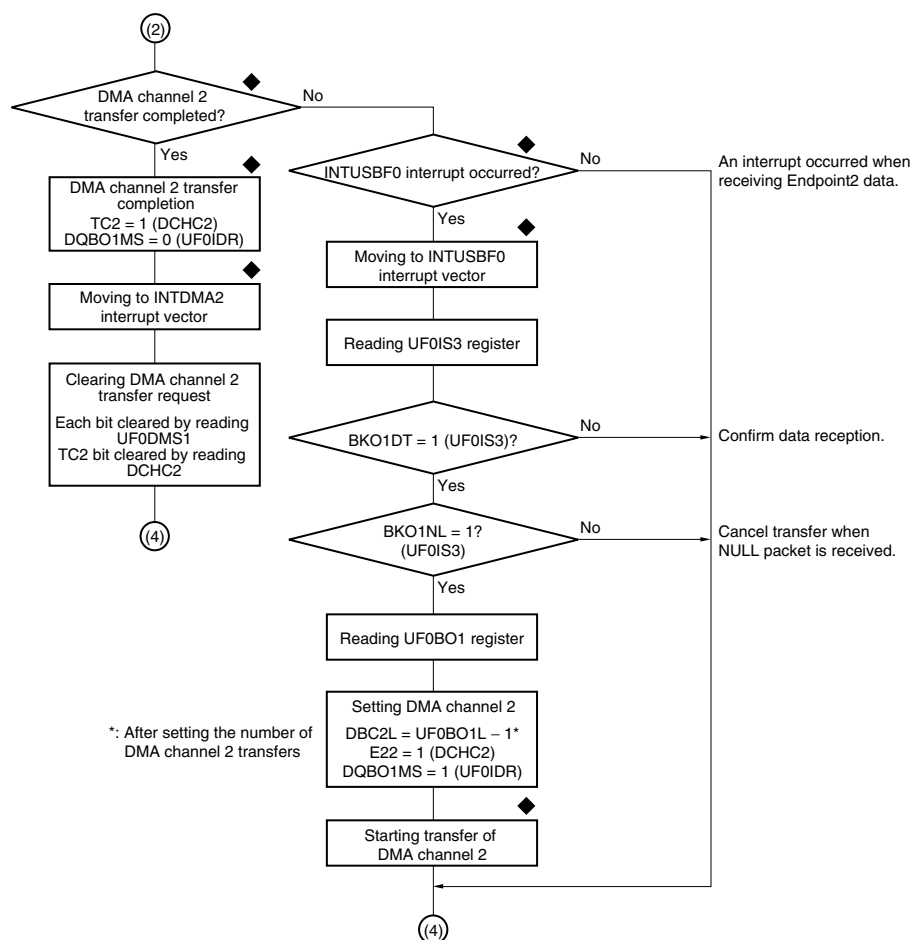 (2)
DMA channel 2
transfer completed?
No
Yes
DMA channel 2 transfer
completion
TC2 = 1 (DCHC2)
DQBO1MS = 0 (UF0IDR)
Moving to INTDMA2
interrupt vector
Clearing DMA channel 2
transfer request
Each bit cleared by reading
UF0DMS1
TC2 bit cleared by reading
DCHC2
(4)
INTUSBF0 interrupt occurred?
No
An interrupt occurred when
receiving Endpoint2 data.
Yes
Moving to INTUSBF0
interrupt vector
Reading UF0IS3 register
BKO1DT = 1 (UF0IS3)?
No
Confirm data reception.
Yes
BKO1NL = 1?
(UF0IS3)
No
Cancel transfer when
NULL packet is received.
Yes
Reading UF0BO1 register
Setting DMA channel 2
DBC2L = UF0BO1L − 1*
E22 = 1 (DCHC2)
DQBO1MS = 1 (UF0IDR)
*: After setting the number of
DMA channel 2 transfers
Starting transfer of
DMA channel 2
(4)